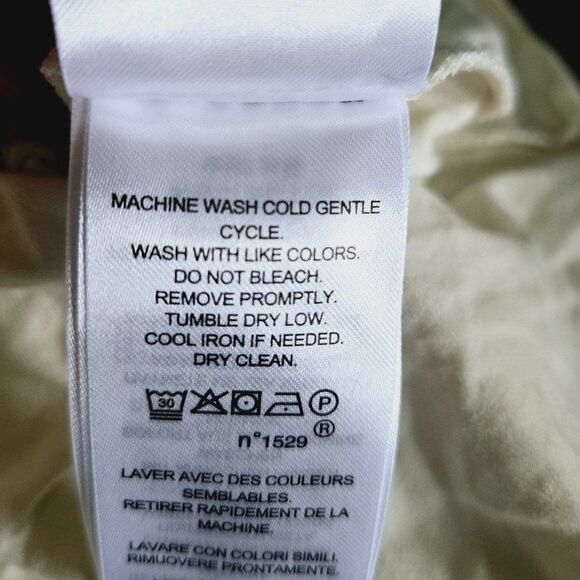 MACHINE WASH COLD GENTLE
CYCLE.
WASH WITH LIKE COLORS.
DO NOT BLEACH.
REMOVE PROMPTLY.
TUMBLE DRY LOW.
COOL IRON IF NEEDED.
DRY CLEAN.
30 P
n°1529 ®
LAVER AVEC DES COULEURS
SEMBLABLES.
RETIRER RAPIDEMENT DE LA
MACHINE.
LAVARE CON COLORI SIMILI.
RIMUOVERE PRONTAMENTE.